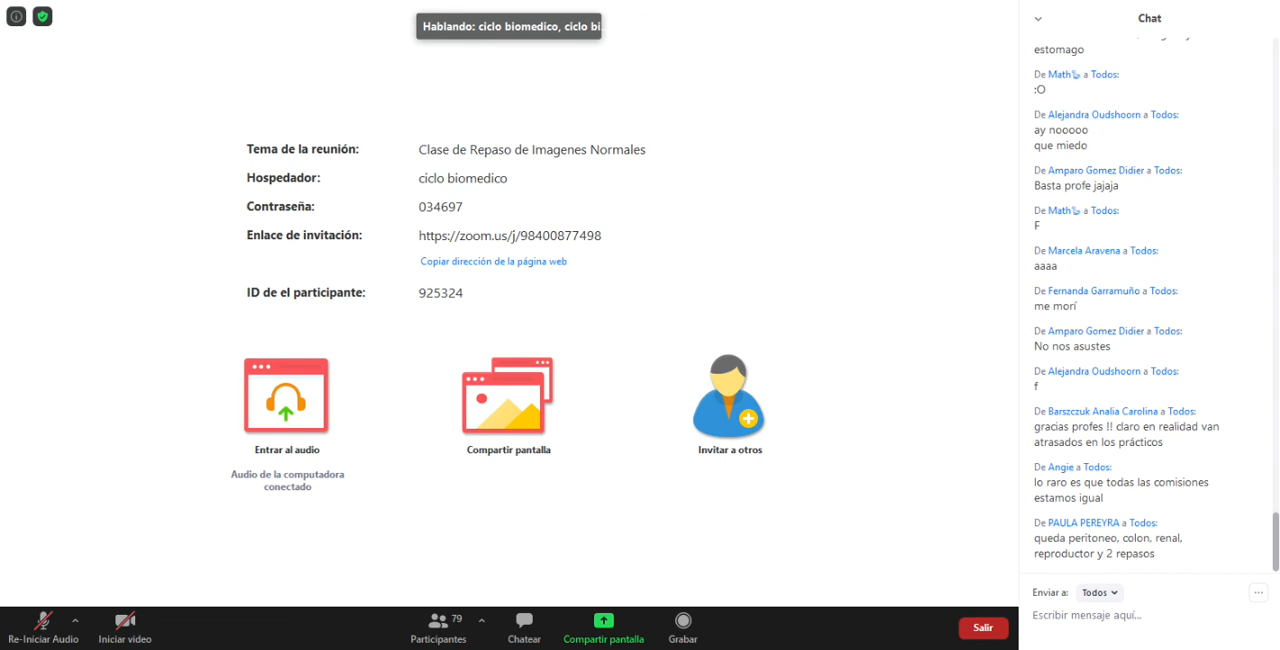 Hablando: ciclo biomedico, ciclo bi
Tema de la reunión: Clase de Repaso de Imagenes Normales
Hospedador: ciclo biomedico
Contraseña: 034697
Enlace de invitación: https://zoom.us/j/98400877498
Copiar dirección de la página web
ID de el participante: 925324
Entrar al audio
Audio de la computadora
conectado
Compartir pantalla
Invitar a otros
Re-Iniciar Audio
Iniciar video
79
Participantes
Chatear
Compartir pantalla
Grabar
Salir
Chat
estomago
De Math🦢 a Todos:
:O
De Alejandra Oudshoorn a Todos:
ay nooooo
que miedo
De Amparo Gomez Didier a Todos:
Basta profe jajaja
De Math🦢 a Todos:
F
De Marcela Aravena a Todos:
aaaa
De Fernanda Garramuño a Todos:
me morí
De Amparo Gomez Didier a Todos:
No nos asustes
De Alejandra Oudshoorn a Todos:
f
De Barszczuk Analia Carolina a Todos:
gracias profes !! claro en realidad van
atrasados en los prácticos
De Angie a Todos:
lo raro es que todas las comisiones
estamos igual
De PAULA PEREYRA a Todos:
queda peritoneo, colon, renal,
reproductor y 2 repasos
Enviar a: Todos
Escribir mensaje aquí...